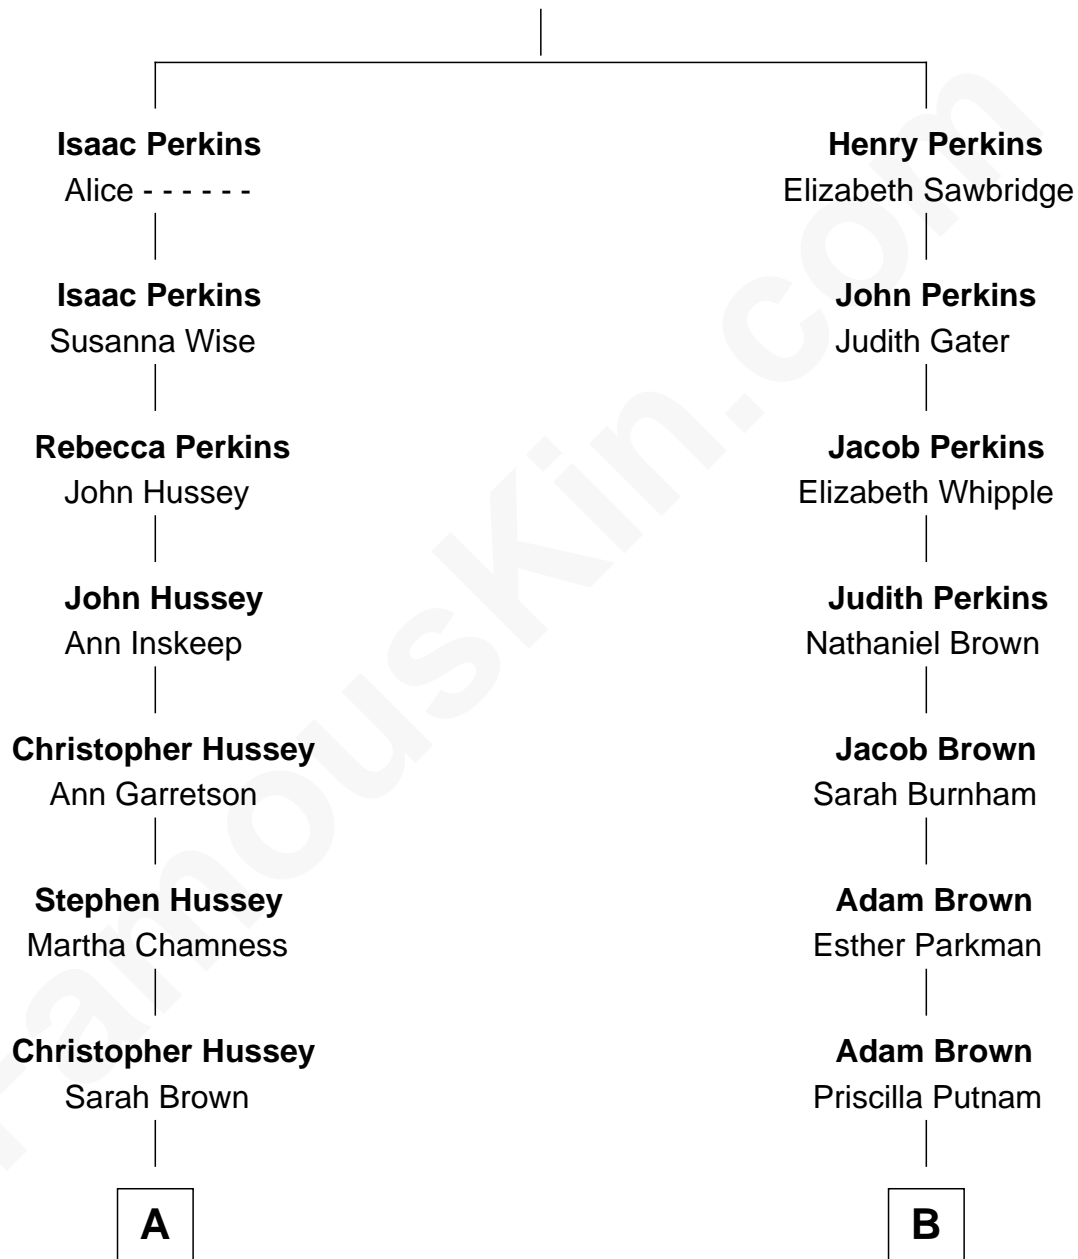 Isaac Perkins
Alice - - - - - -
Isaac Perkins
Susanna Wise
Rebecca Perkins
John Hussey
John Hussey
Ann Inskeep
Christopher Hussey
Ann Garretson
Stephen Hussey
Martha Chamness
Christopher Hussey
Sarah Brown
A
Henry Perkins
Elizabeth Sawbridge
John Perkins
Judith Gater
Jacob Perkins
Elizabeth Whipple
Judith Perkins
Nathaniel Brown
Jacob Brown
Sarah Burnham
Adam Brown
Esther Parkman
Adam Brown
Priscilla Putnam
B
FamousKin.com